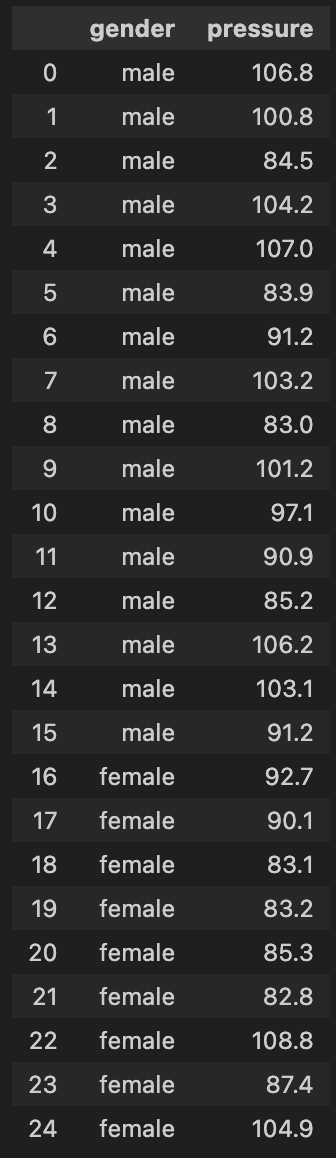 gender pressure
0 male 106.8
1 male 100.8
2 male 84.5
3 male 104.2
4 male 107.0
5 male 83.9
6 male 91.2
7 male 103.2
8 male 83.0
9 male 101.2
10 male 97.1
11 male 90.9
12 male 85.2
13 male 106.2
14 male 103.1
15 male 91.2
16 female 92.7
17 female 90.1
18 female 83.1
19 female 83.2
20 female 85.3
21 female 82.8
22 female 108.8
23 female 87.4
24 female 104.9